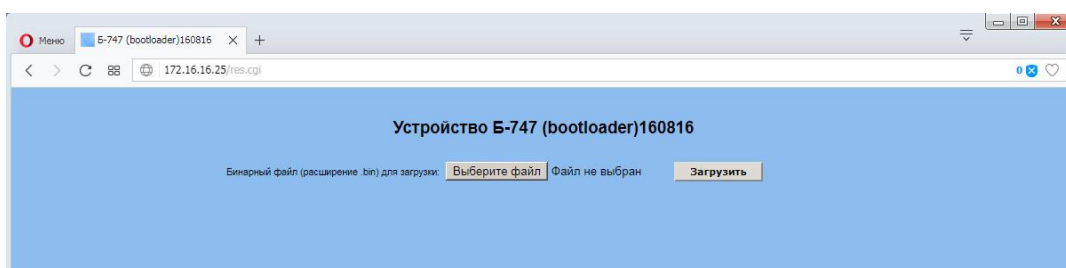 Меню
Б-747 (bootloader)160816
172.16.16.25/res.cgi
0
Устройство Б-747 (bootloader)160816
Бинарный файл (расширение .bin) для загрузки: Выберите файл Файл не выбран Загрузить